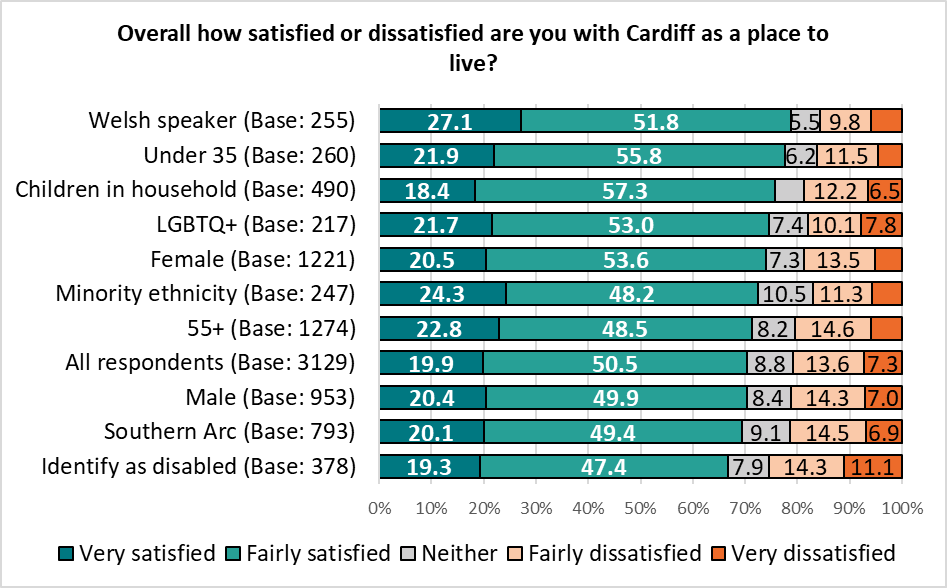 Overall how satisfied or dissatisfied are you with Cardiff as a place to
live?
Welsh speaker (Base: 255) 27.1 51.8 5.5 9.8
Under 35 (Base: 260) 21.9 55.8 6.2 11.5
Children in household (Base: 490) 18.4 57.3 12.2 6.5
LGBTQ+ (Base: 217) 21.7 53.0 7.4 10.1 7.8
Female (Base: 1221) 20.5 53.6 7.3 13.5
Minority ethnicity (Base: 247) 24.3 48.2 10.5 11.3
55+ (Base: 1274) 22.8 48.5 8.2 14.6
All respondents (Base: 3129) 19.9 50.5 8.8 13.6 7.3
Male (Base: 953) 20.4 49.9 8.4 14.3 7.0
Southern Arc (Base: 793) 20.1 49.4 9.1 14.5 6.9
Identify as disabled (Base: 378) 19.3 47.4 7.9 14.3 11.1
0% 10% 20% 30% 40% 50% 60% 70% 80% 90% 100%
Very satisfied Fairly satisfied Neither Fairly dissatisfied Very dissatisfied